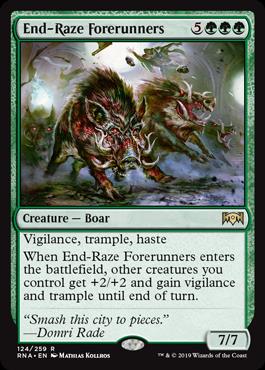 End-Raze Forerunners 5
Creature — Boar
Vigilance, trample, haste
When End-Raze Forerunners enters
the battlefield, other creatures you
control get +2/+2 and gain vigilance
and trample until end of turn.
“Smash this city to pieces.”
—Domri Rade
7/7
124/259 R
RNA • EN Mathias Kollros
™ & © 2019 Wizards of the Coast